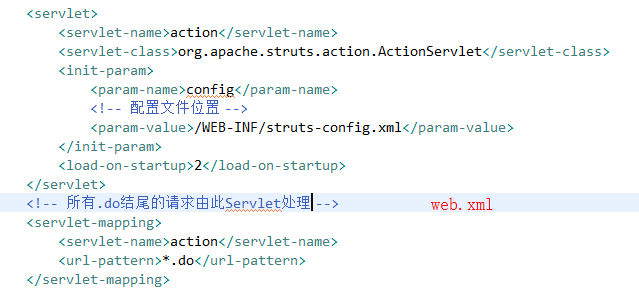 <servlet>
<servlet-name>action</servlet-name>
<servlet-class>org.apache.struts.action.ActionServlet</servlet-class>
<init-param>
<param-name>config</param-name>
<!-- 配置文件位置 -->
<param-value>/WEB-INF/struts-config.xml</param-value>
</init-param>
<load-on-startup>2</load-on-startup>
</servlet>
<!-- 所有.do结尾的请求由此Servlet处理 --> web.xml
<servlet-mapping>
<servlet-name>action</servlet-name>
<url-pattern>*.do</url-pattern>
</servlet-mapping>